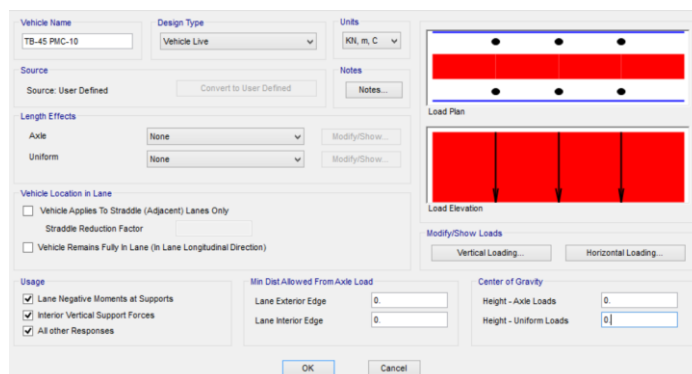 Vehicle Name
Design Type
Units
TB-45 PMC-10
Vehicle Live
KN, m, C
Source
Notes
Source: User Defined
Convert to User Defined
Notes...
Load Plan
Length Effects
Axle
None
Modify/Show...
Uniform
None
Modify/Show...
Load Elevation
Vehicle Location in Lane
Vehicle Applies To Straddle (Adjacent) Lanes Only
Straddle Reduction Factor
Vehicle Remains Fully In Lane (In Lane Longitudinal Direction)
Modify/Show Loads
Vertical Loading...
Horizontal Loading...
Usage
Min Dist Allowed From Axle Load
Center of Gravity
Lane Negative Moments at Supports
Lane Exterior Edge
0.
Height - Axle Loads
0.
Interior Vertical Support Forces
Lane Interior Edge
0.
Height - Uniform Loads
0.
All other Responses
OK
Cancel